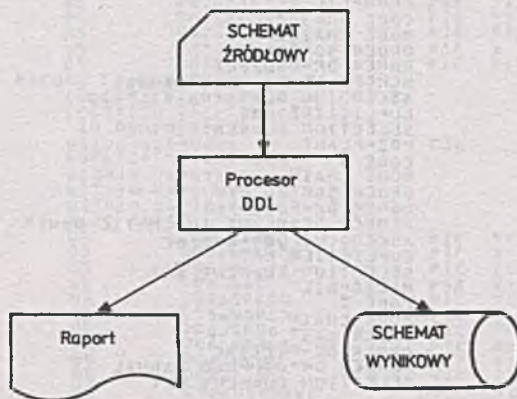 SCHEMAT
ŹRÓDŁOWY
Procesor
DDL
Raport
SCHEMAT
WYNIKOWY